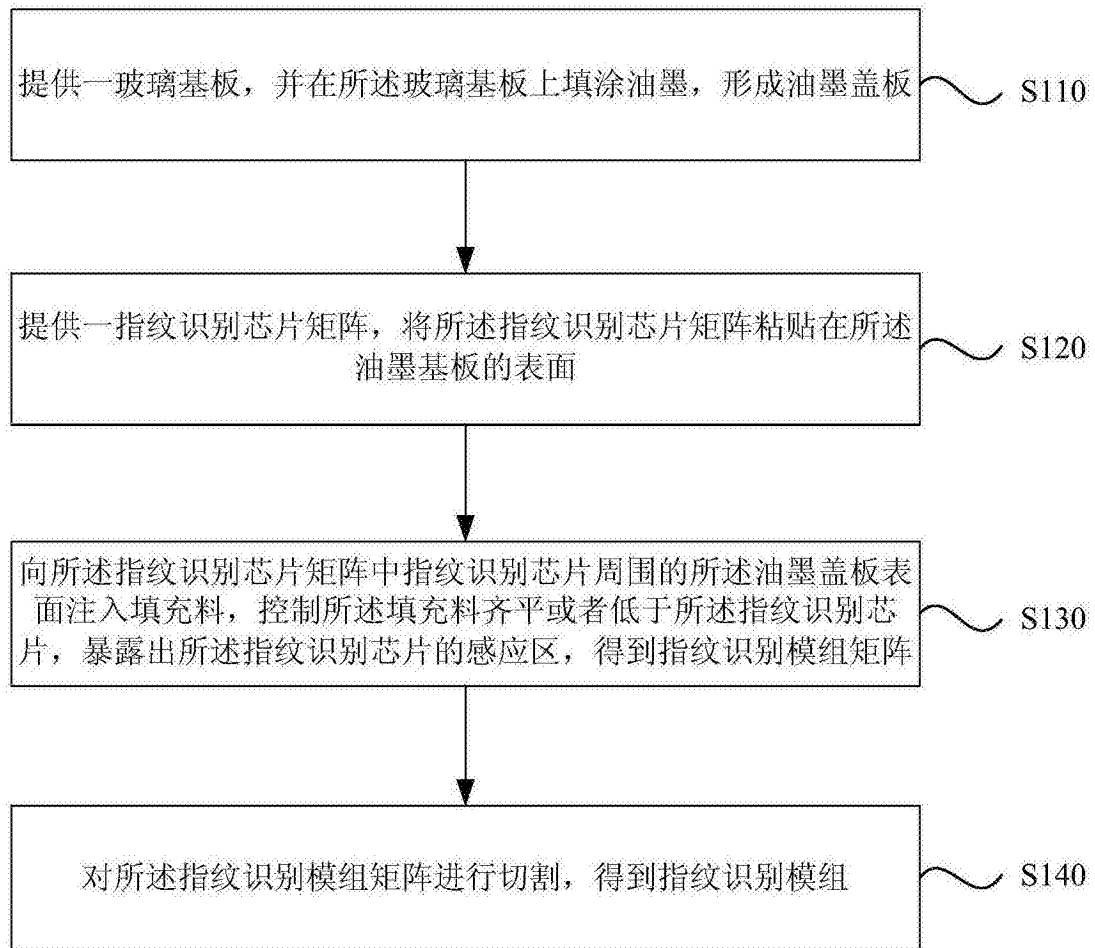 提供一玻璃基板，并在所述玻璃基板上填涂油墨，形成油墨盖板
S110
提供一指纹识别芯片矩阵，将所述指纹识别芯片矩阵粘贴在所述
油墨基板的表面
S120
向所述指纹识别芯片矩阵中指纹识别芯片周围的所述油墨盖板表
面注入填充料，控制所述填充料齐平或者低于所述指纹识别芯
片，暴露出所述指纹识别芯片的感应区，得到指纹识别模组矩阵
S130
对所述指纹识别模组矩阵进行切割，得到指纹识别模组
S140